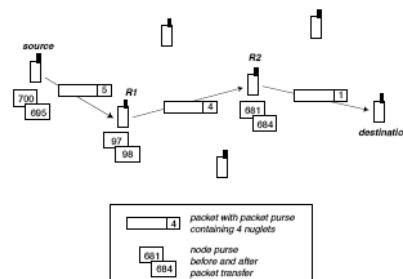 source
R2
5
R1
4
1
700
695
681
684
97
98
destinatio
4
packet with packet purse
containing 4 nuglets
681
684
node purse
before and after
packet transfer